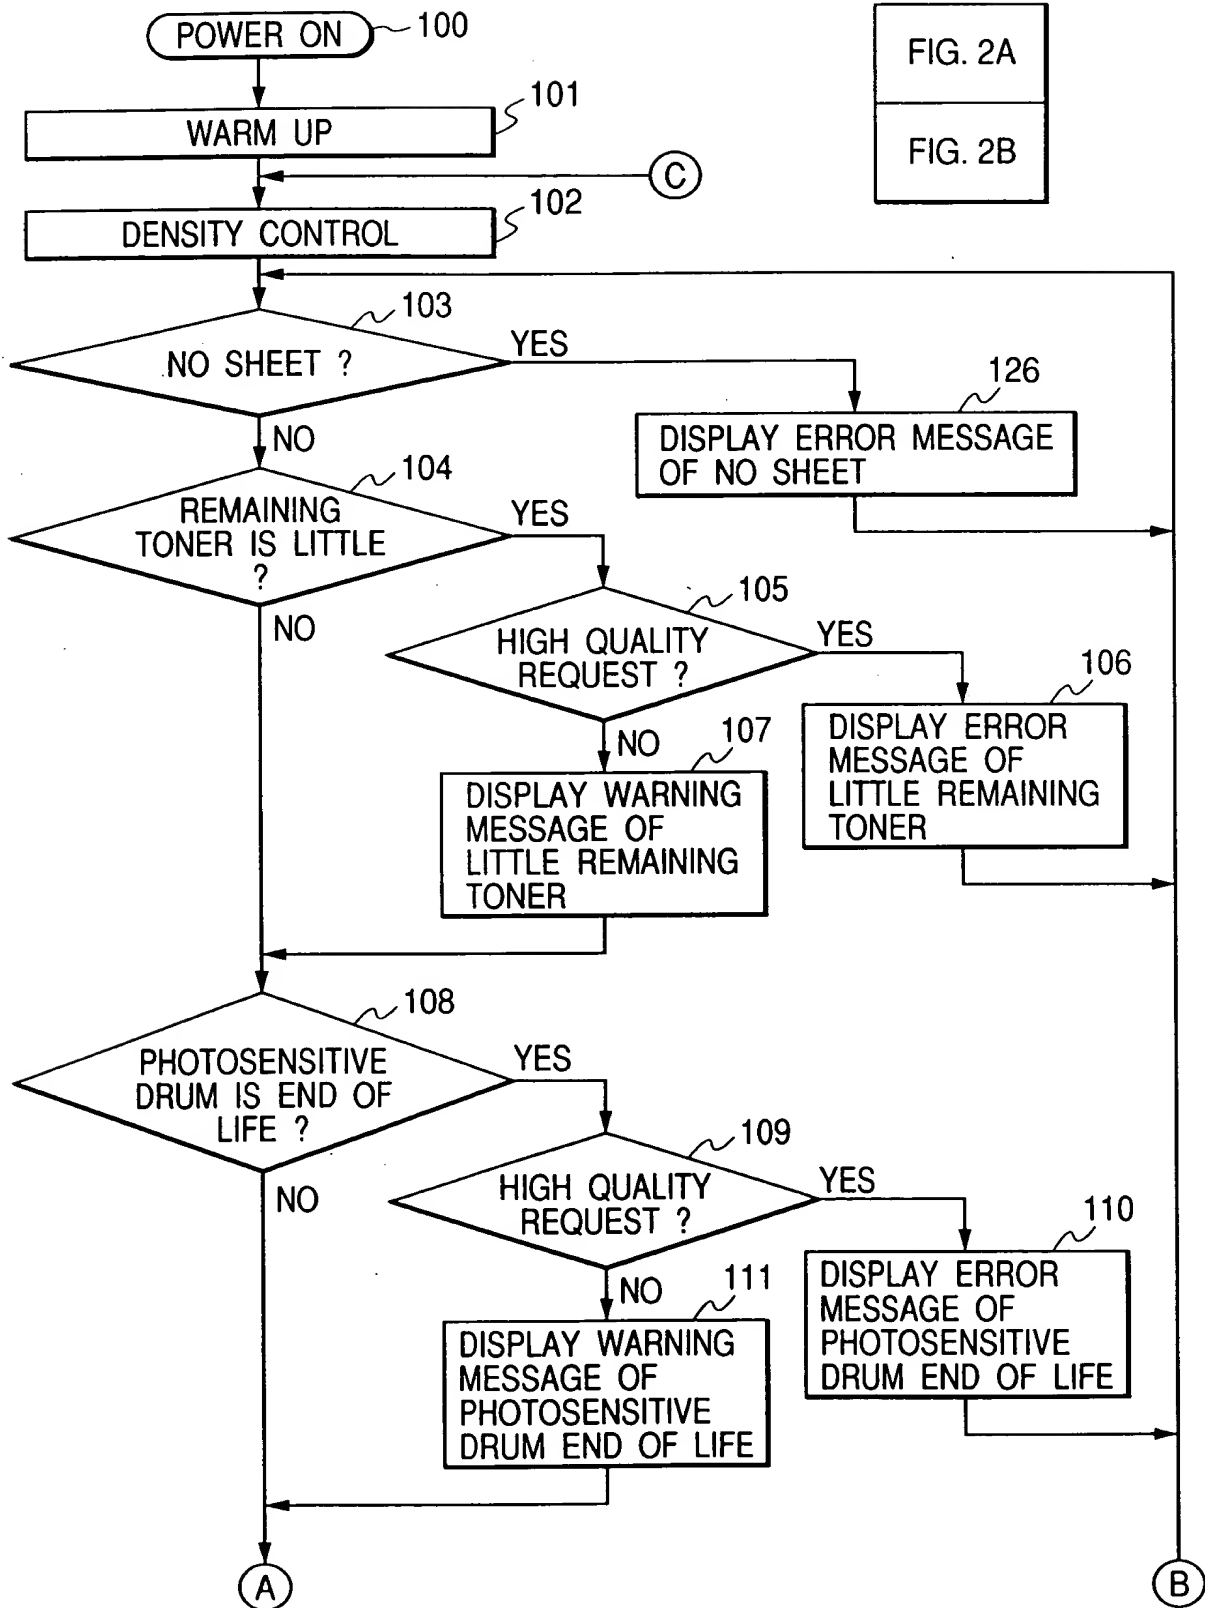 POWER ON
100
FIG. 2A
101
WARM UP
FIG. 2B
C
102
DENSITY CONTROL
103
NO SHEET ?
YES
126
DISPLAY ERROR MESSAGE
OF NO SHEET
NO
104
REMAINING
TONER IS LITTLE
?
YES
105
NO
HIGH QUALITY
REQUEST ?
YES
106
DISPLAY ERROR
MESSAGE OF
LITTLE REMAINING
TONER
NO
107
DISPLAY WARNING
MESSAGE OF
LITTLE REMAINING
TONER
108
PHOTOSENSITIVE
DRUM IS END OF
LIFE ?
YES
109
NO
HIGH QUALITY
REQUEST ?
YES
110
DISPLAY ERROR
MESSAGE OF
PHOTOSENSITIVE
DRUM END OF LIFE
NO
111
DISPLAY WARNING
MESSAGE OF
PHOTOSENSITIVE
DRUM END OF LIFE
A
B